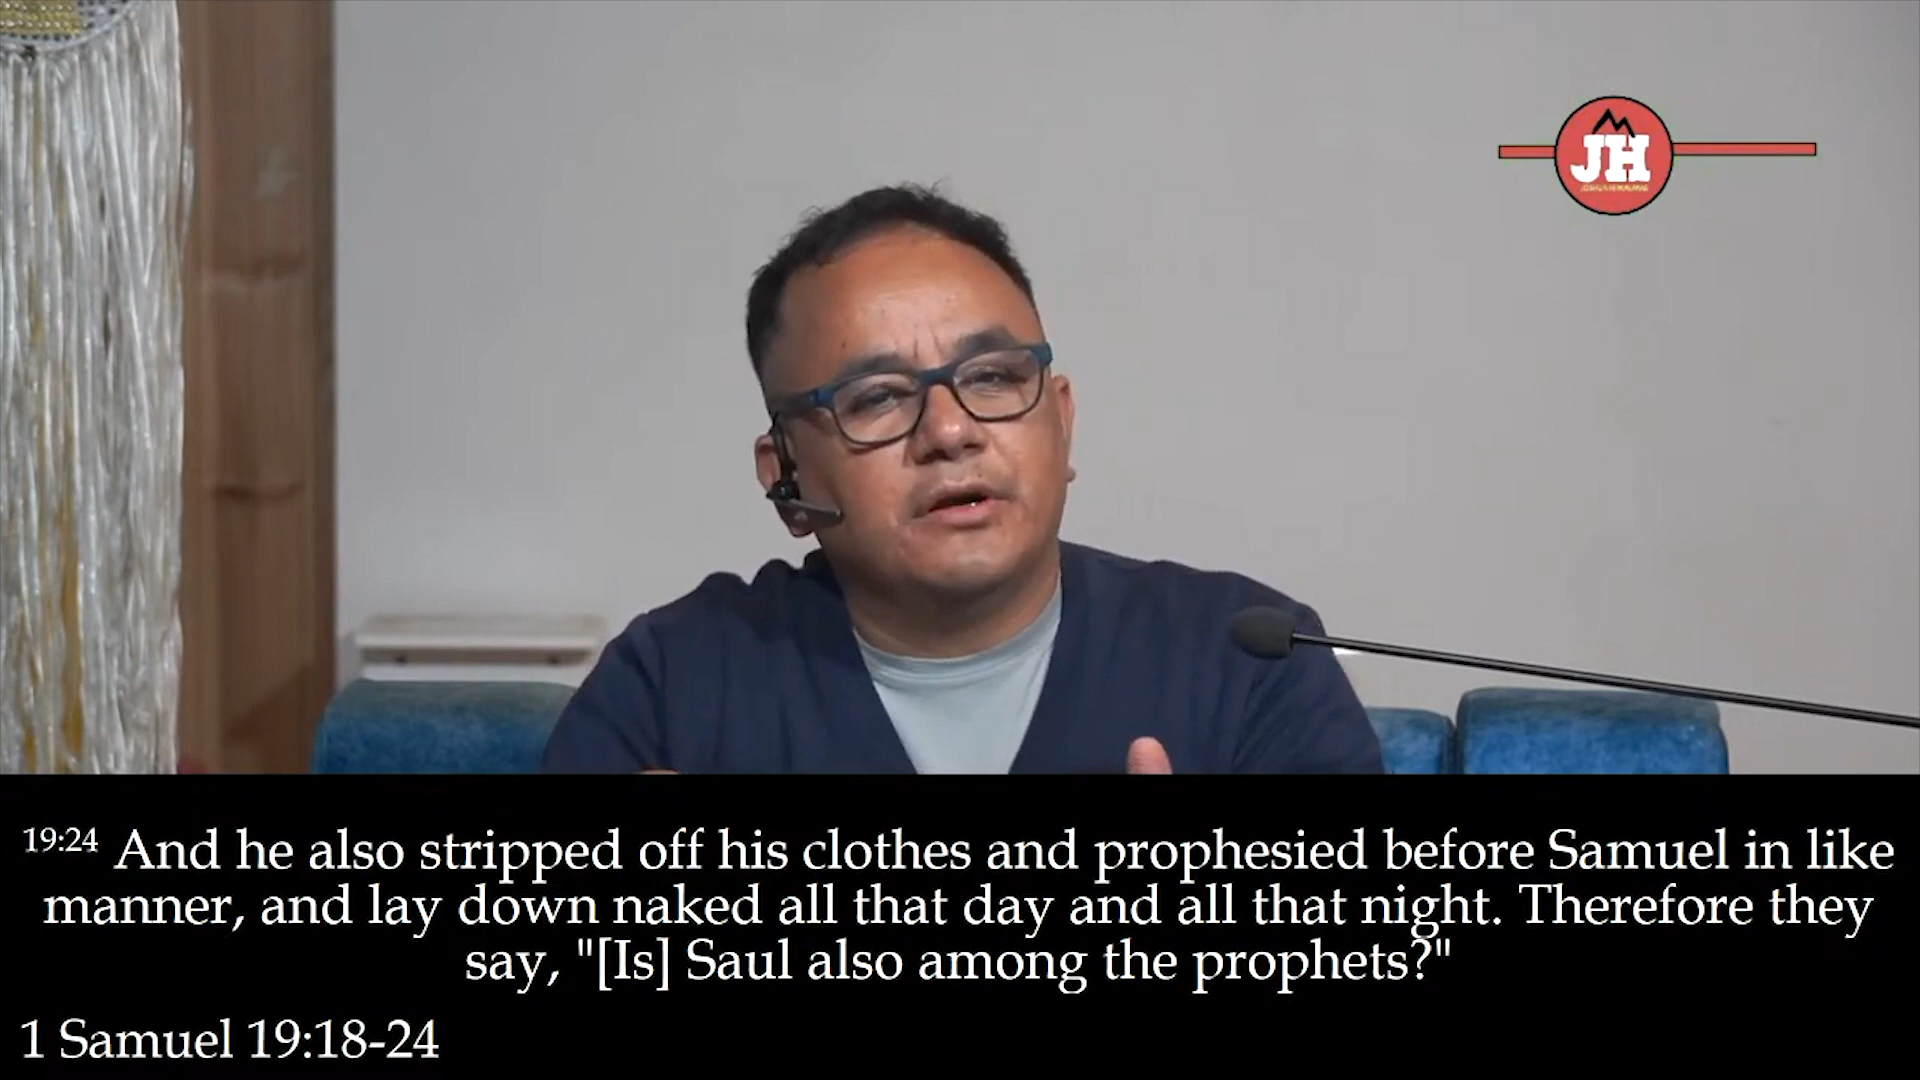 JH
JOSHUA HIMALAYAS
19:24 And he also stripped off his clothes and prophesied before Samuel in like
manner, and lay down naked all that day and all that night. Therefore they
say, "[Is] Saul also among the prophets?"
1 Samuel 19:18-24